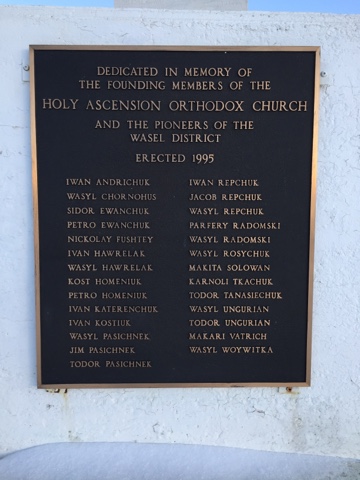 DEDICATED IN MEMORY OF
THE FOUNDING MEMBERS OF THE
HOLY ASCENSION ORTHODOX CHURCH
AND THE PIONEERS OF THE
WASEL DISTRICT
ERECTED 1995
IWAN ANDRICHUK
WASYL CHORNOHUS
SIDOR EWANCHUK
PETRO EWANCHUK
NICKOLAY FUSHTEY
IVAN HAWRELAK
WASYL HAWRELAK
KOST HOMENIUK
PETRO HOMENIUK
IVAN KATERENCHUK
IVAN KOSTIUK
WASYL PASICHNEK
JIM PASICHNEK
TODOR PASICHNEK
IWAN REPCHUK
JACOB REPCHUK
WASYL REPCHUK
PARFERY RADOMSKI
WASYL RADOMSKI
WASYL ROSYCHUK
MAKITA SOLOWAN
KARNOLI TKACHUK
TODOR TANASIECHUK
WASYL UNGURIAN
TODOR UNGURIAN
MAKARI VATRICH
WASYL WOYWITKA